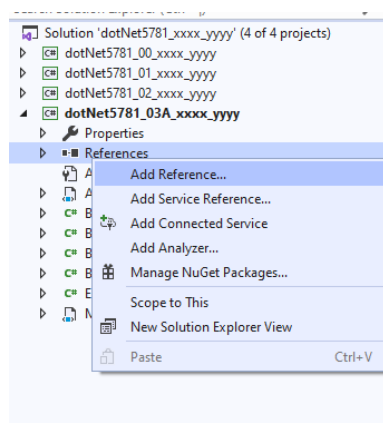 Solution 'dotNet5781_xxxx_yyyy' (4 of 4 projects)
C# dotNet5781_00_xxxx_yyyy
C# dotNet5781_01_xxxx_yyyy
C# dotNet5781_02_xxxx_yyyy
C# dotNet5781_03A_xxxx_yyyy
Properties
References
A Add Reference...
A Add Service Reference...
C# B Add Connected Service
C# B Add Analyzer...
C# B Manage NuGet Packages...
C# B
C# E Scope to This
New Solution Explorer View
Paste Ctrl+V